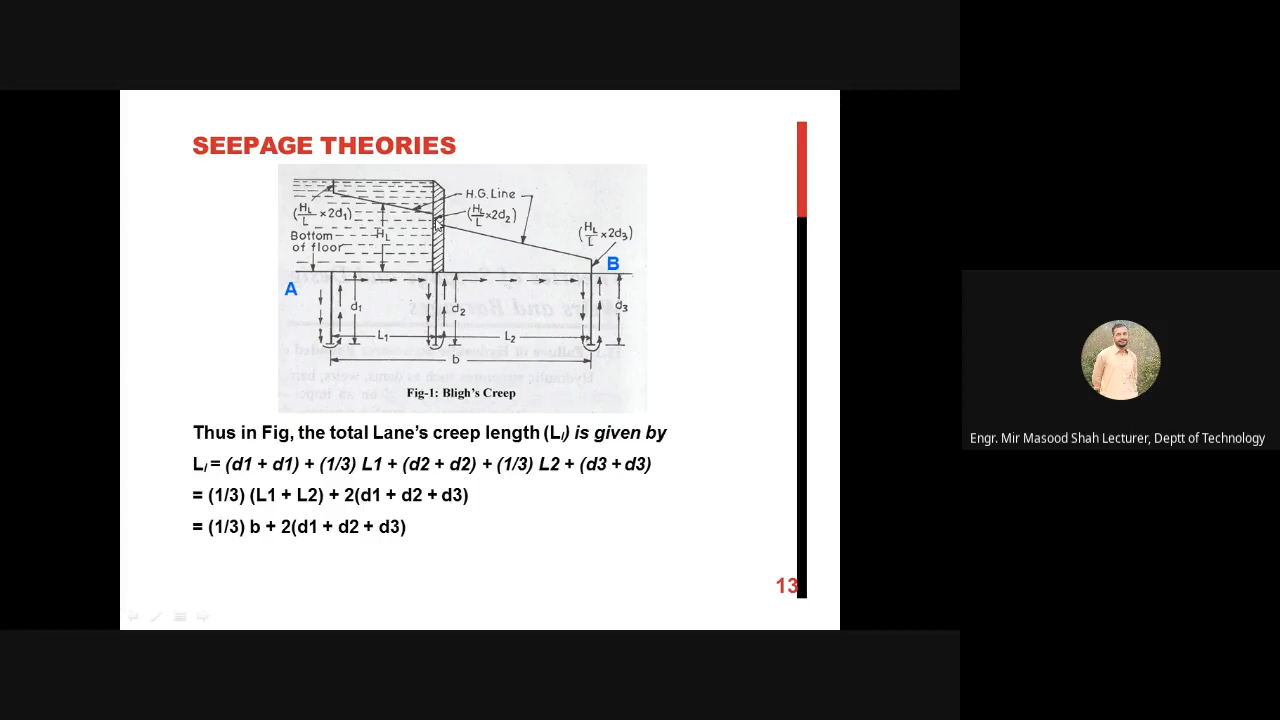 SEEPAGE THEORIES
H.G. Line
(HL/L × 2d1)
(HL/L × 2d2)
HL
(HL/L × 2d3)
Bottom
of floor
A
B
d1
d2
d3
L1
L2
b
Fig-1: Bligh's Creep
Thus in Fig, the total Lane's creep length (Ll) is given by
Ll = (d1 + d1) + (1/3) L1 + (d2 + d2) + (1/3) L2 + (d3 + d3)
= (1/3) (L1 + L2) + 2(d1 + d2 + d3)
= (1/3) b + 2(d1 + d2 + d3)
13
Engr. Mir Masood Shah Lecturer, Deptt of Technology